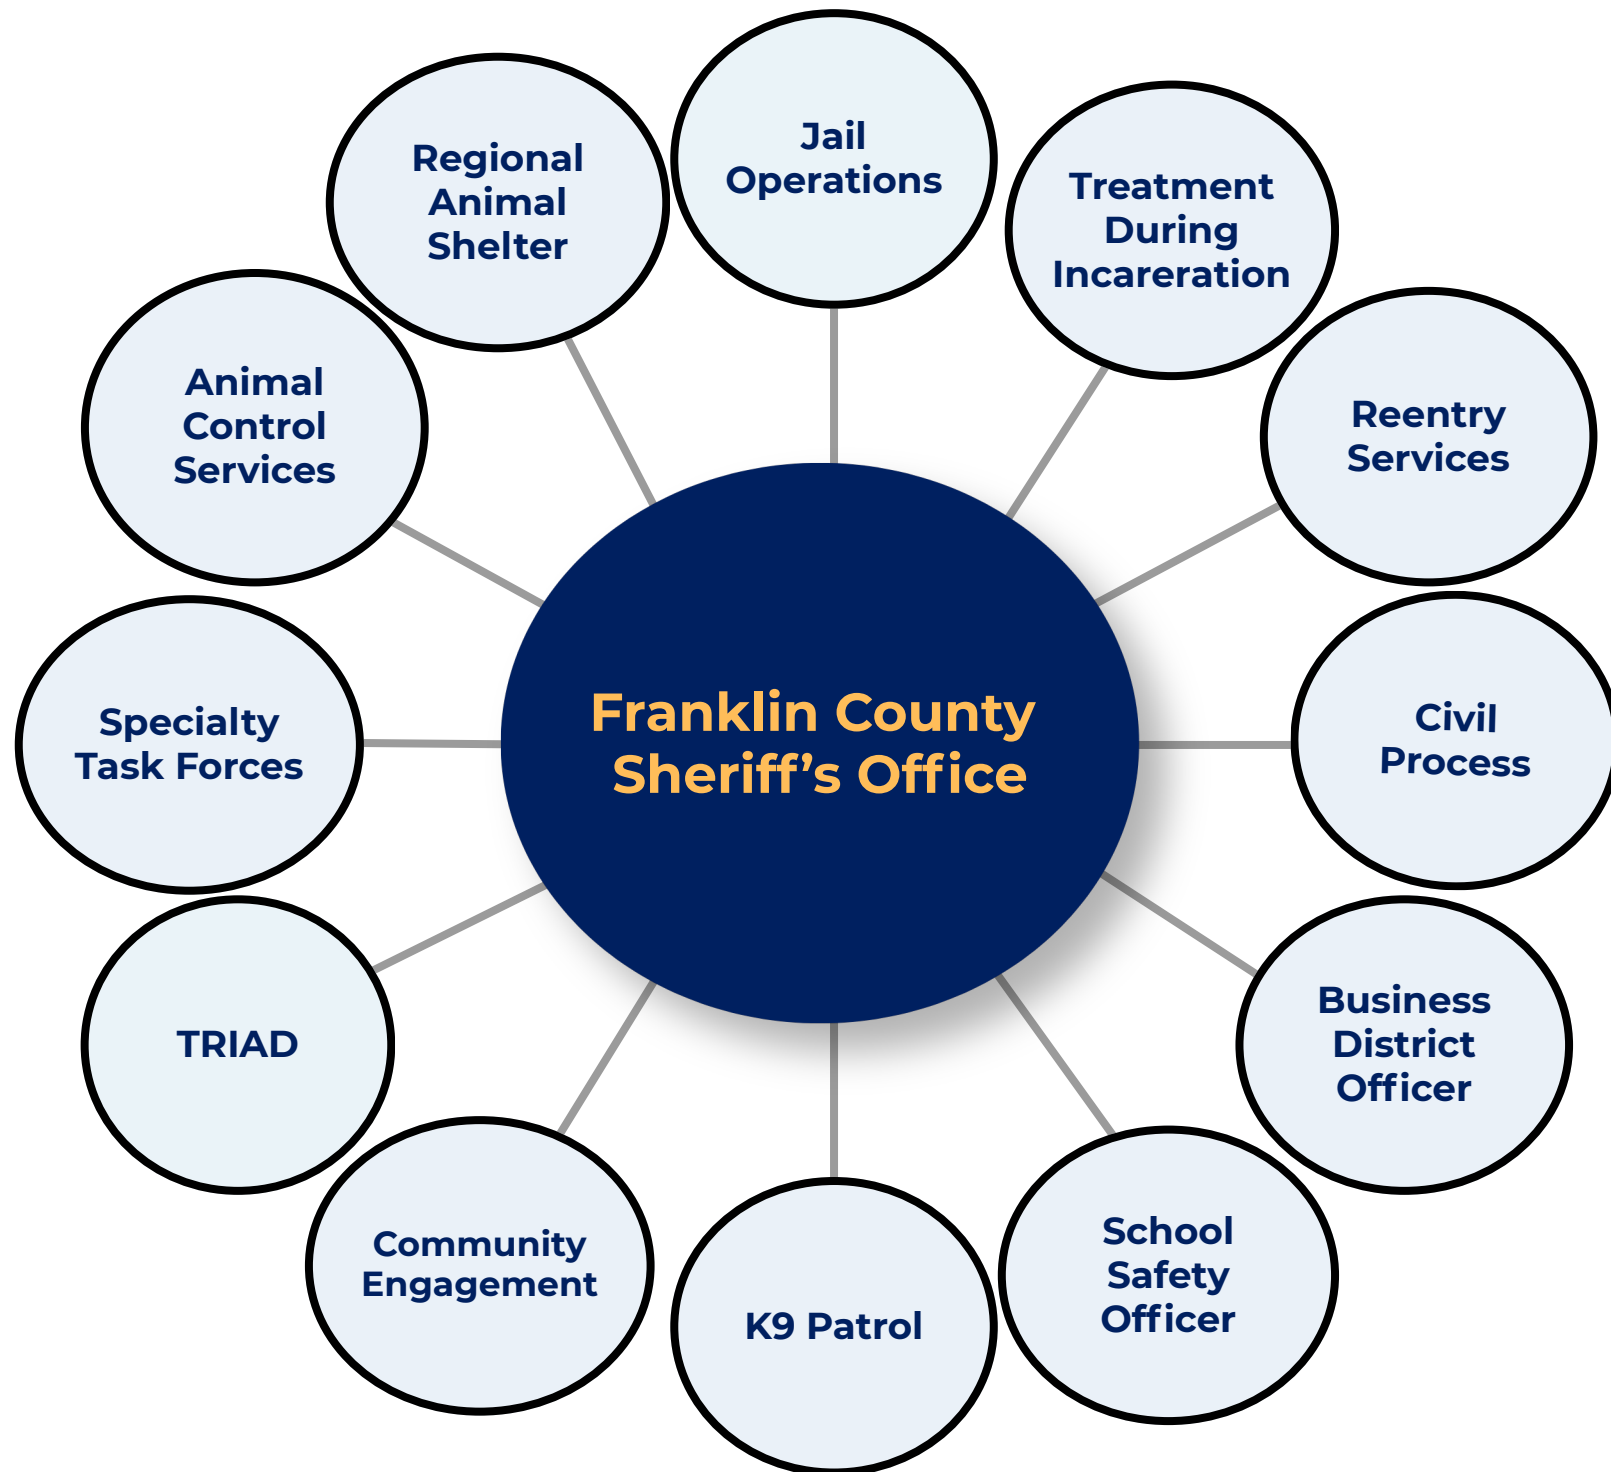 Jail
Operations
Treatment
During
Incareration
Reentry
Services
Civil
Process
Business
District
Officer
School
Safety
Officer
K9 Patrol
Community
Engagement
TRIAD
Specialty
Task Forces
Animal
Control
Services
Regional
Animal
Shelter
Franklin County
Sheriff’s Office